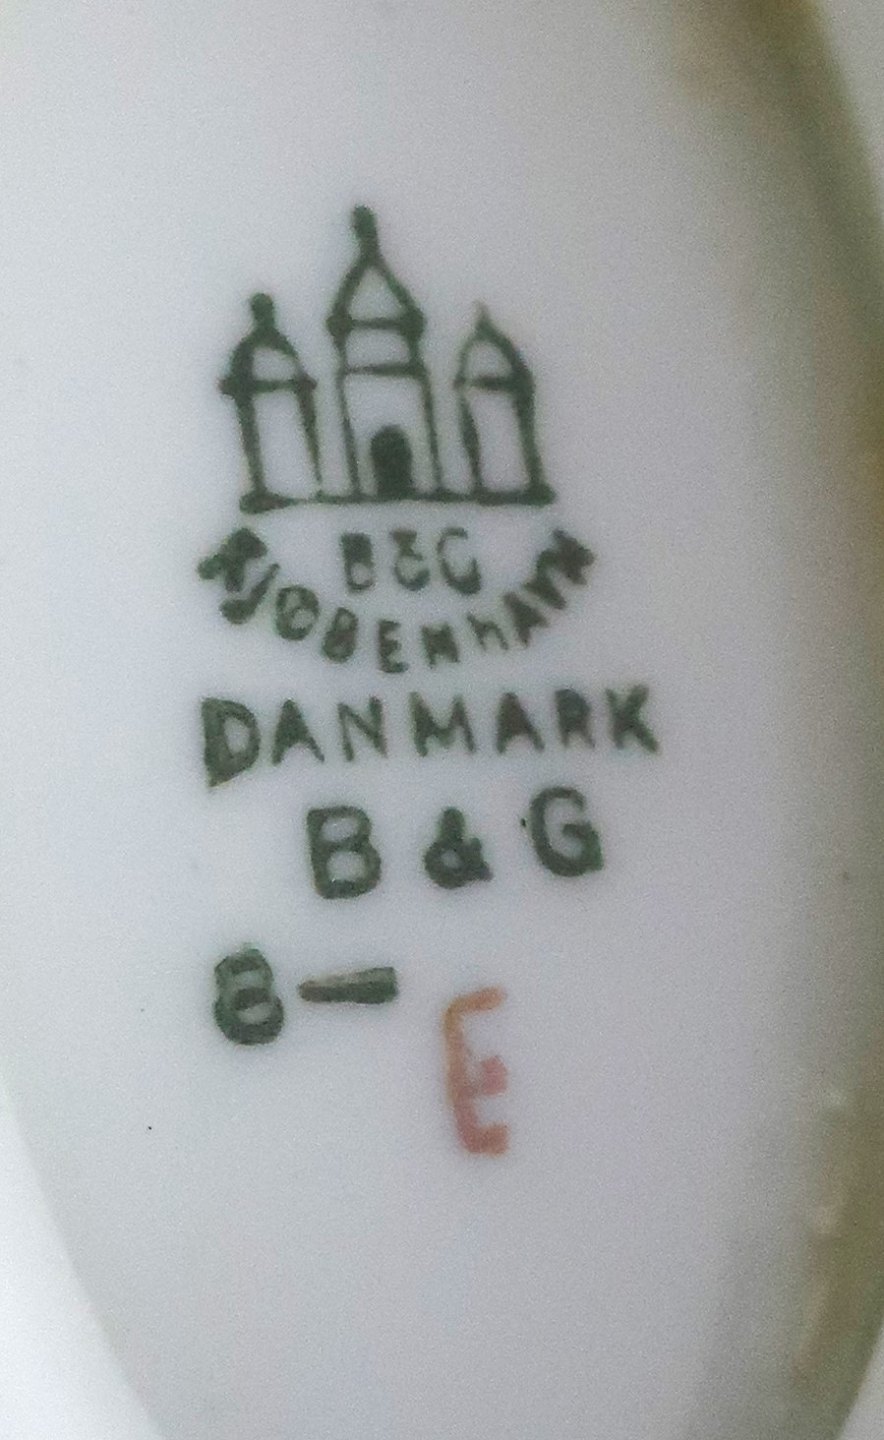 B&G
KJØBENHAVN
DANMARK
B & G
8-
E